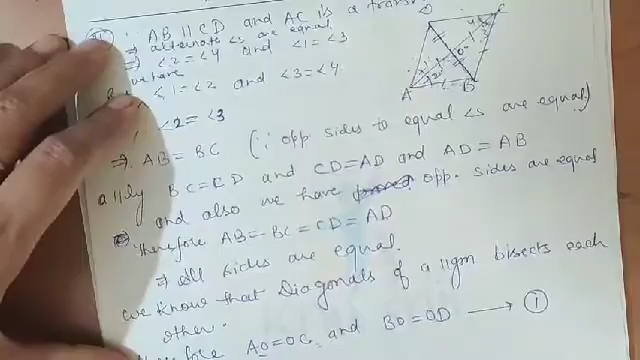 ∵ AB || CD and AC is a trans
⇒ alternate ∠s are equal
⇒ ∠2 = ∠4 and ∠1 = ∠3
we have
∠1 = ∠2 and ∠3 = ∠4.
∠2 = ∠3
⇒ AB = BC (∵ opp. sides to equal ∠s are equal)
a llly BC = CD and CD = AD and AD = AB
and also we have opp. sides are equal
Therefore AB = BC = CD = AD
⇒ All sides are equal.
we know that Diagonals of a llgm bisects each
other.
AO = OC and BO = OD → ①
D C
O
A B